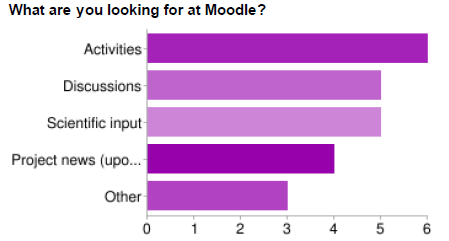 What are you looking for at Moodle?
Activities
Discussions
Scientific input
Project news (upo...
Other
0 1 2 3 4 5 6